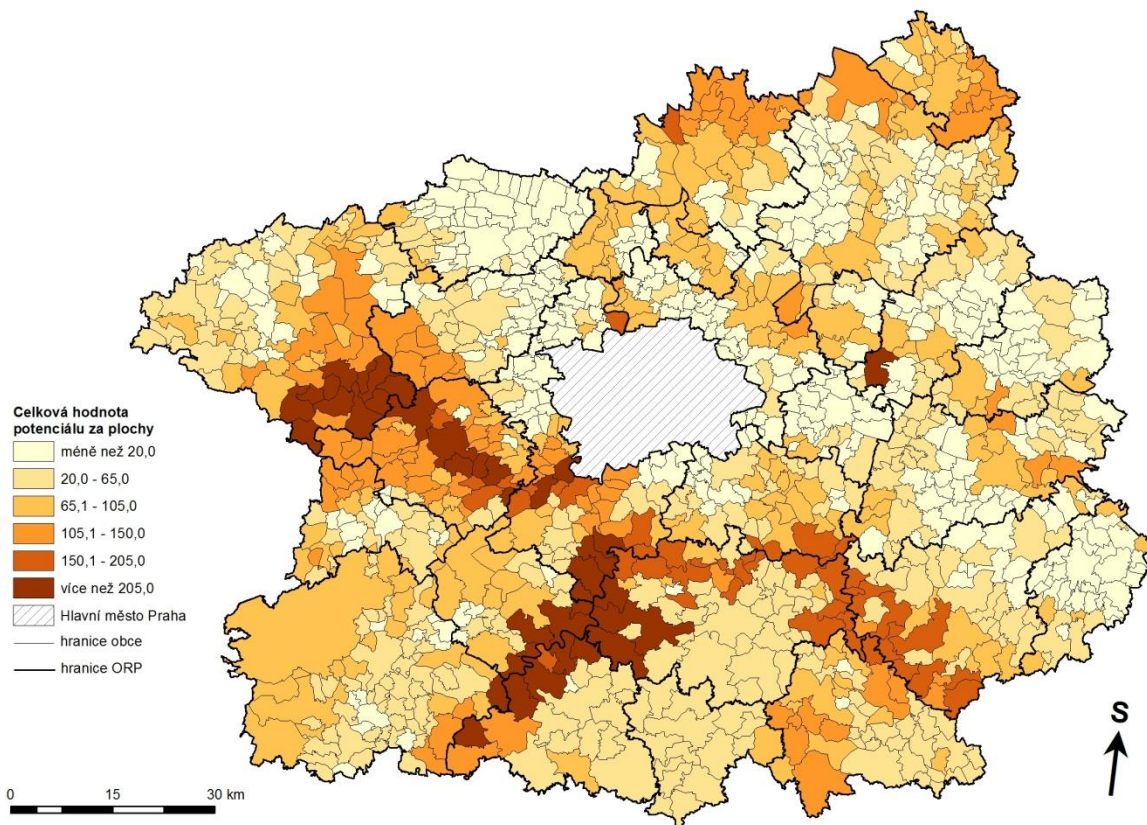 Celková hodnota
potenciálu za plochy
méně než 20,0
20,0 - 65,0
65,1 - 105,0
105,1 - 150,0
150,1 - 205,0
více než 205,0
Hlavní město Praha
hranice obce
hranice ORP
S
0 15 30 km